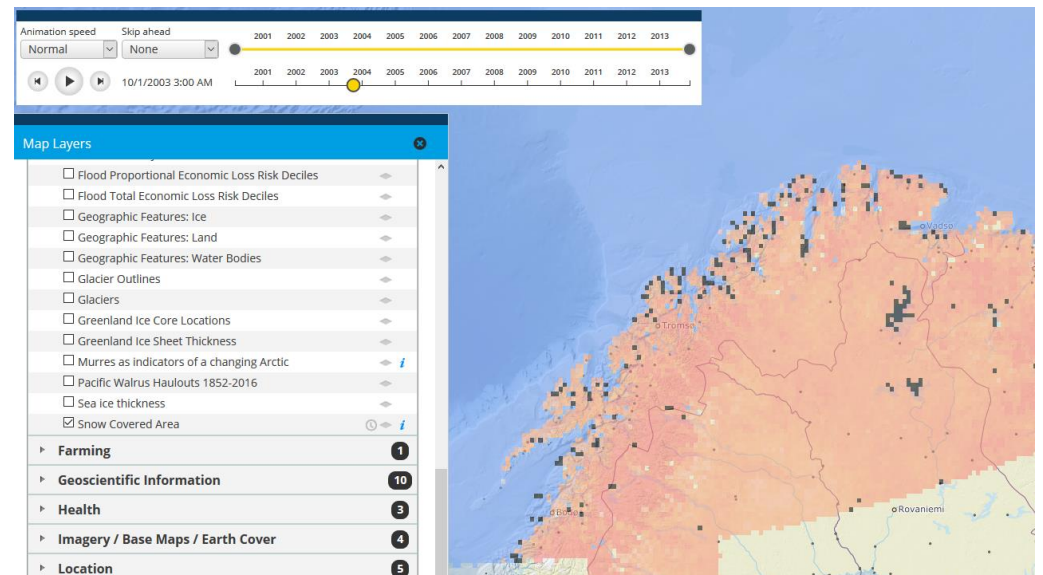 Animation speed
Skip ahead
2001 2002 2003 2004 2005 2006 2007 2008 2009 2010 2011 2012 2013
Normal
None
10/1/2003 3:00 AM
2001 2002 2003 2004 2005 2006 2007 2008 2009 2010 2011 2012 2013
Map Layers
Flood Proportional Economic Loss Risk Deciles
Flood Total Economic Loss Risk Deciles
Geographic Features: Ice
Geographic Features: Land
Geographic Features: Water Bodies
Glacier Outlines
Glaciers
Greenland Ice Core Locations
Greenland Ice Sheet Thickness
Murres as indicators of a changing Arctic i
Pacific Walrus Haulouts 1852-2016
Sea ice thickness
Snow Covered Area i
Farming 1
Geoscientific Information 10
Health 3
Imagery / Base Maps / Earth Cover 4
Location 5
Tromsø
Rovaniemi